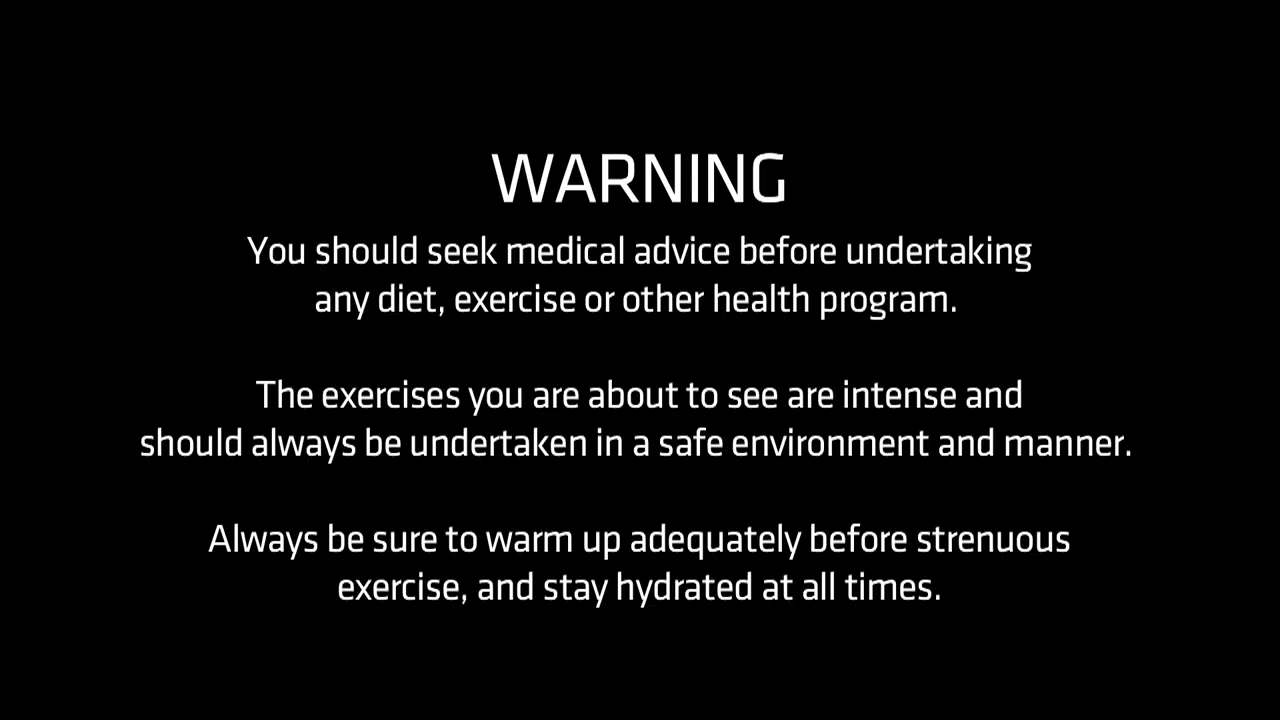 WARNING
You should seek medical advice before undertaking
any diet, exercise or other health program.
The exercises you are about to see are intense and
should always be undertaken in a safe environment and manner.
Always be sure to warm up adequately before strenuous
exercise, and stay hydrated at all times.